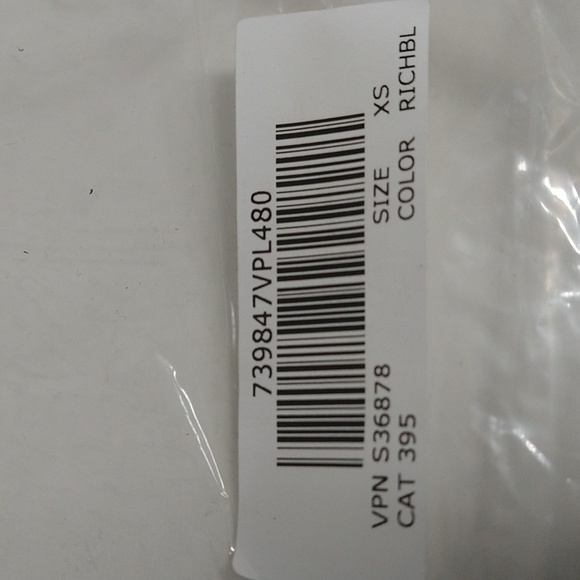 739847VPL480
VPN S36878 SIZE XS
CAT 395 COLOR RICHBL